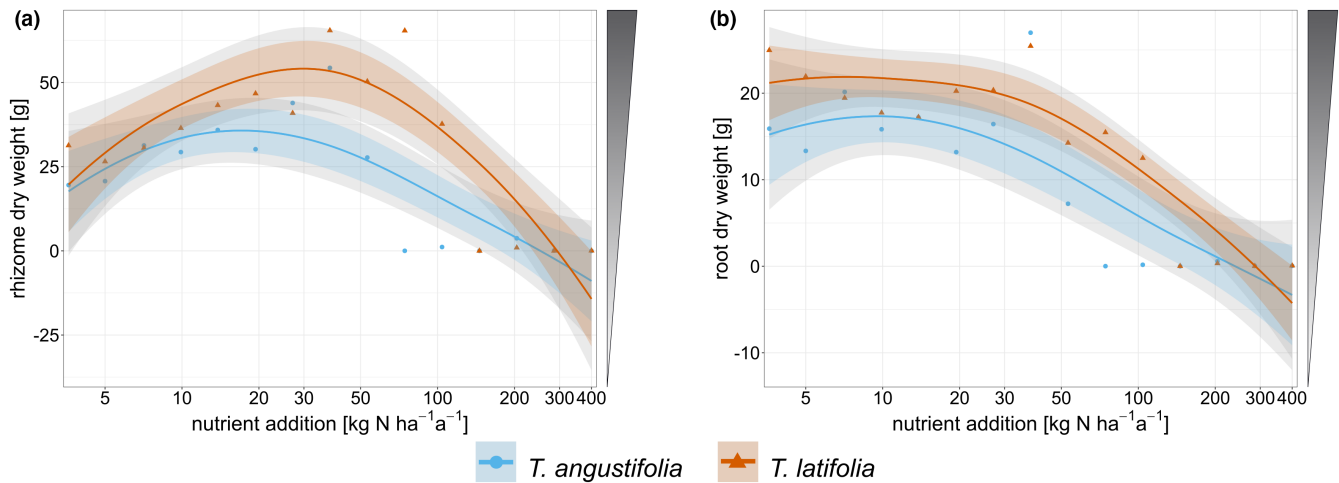 (a)
rhizome dry weight [g]
50
25
0
-25
5 10 20 30 50 100 200 300 400
nutrient addition [kg N ha⁻¹a⁻¹]
(b)
root dry weight [g]
20
10
0
-10
5 10 20 30 50 100 200 300 400
nutrient addition [kg N ha⁻¹a⁻¹]
T. angustifolia T. latifolia